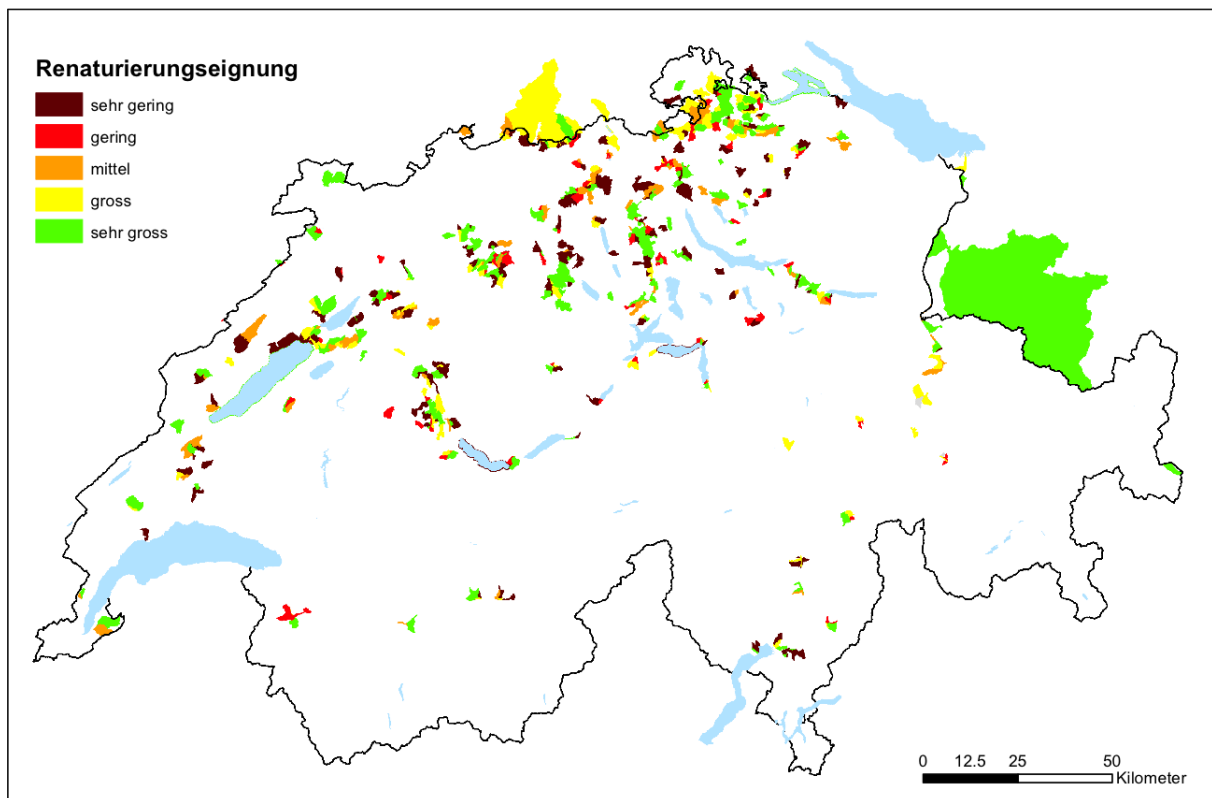 Renaturierungseignung
sehr gering
gering
mittel
gross
sehr gross
0 12.5 25 50
Kilometer